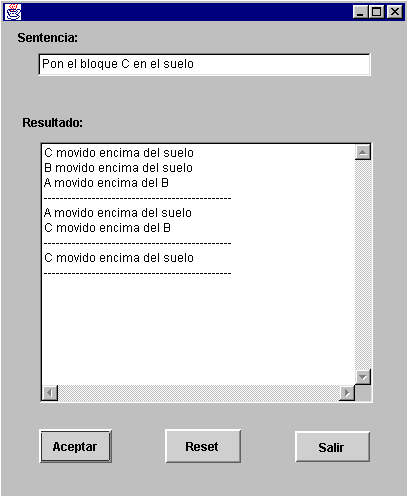 Sentencia:
Pon el bloque C en el suelo
Resultado:
C movido encima del suelo
B movido encima del suelo
A movido encima del B
-----------------------------------------------
A movido encima del suelo
C movido encima del B
-----------------------------------------------
C movido encima del suelo
-----------------------------------------------
Aceptar Reset Salir